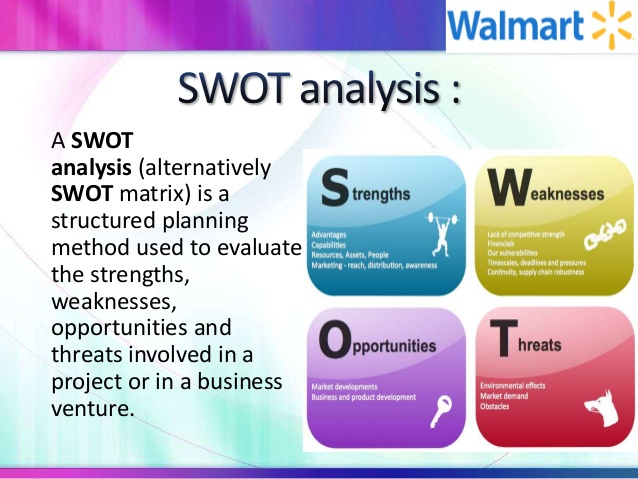 Walmart
SWOT analysis :
A SWOT
analysis (alternatively
SWOT matrix) is a
structured planning
method used to evaluate
the strengths,
weaknesses,
opportunities and
threats involved in a
project or in a business
venture.
Strengths
Advantages
Capabilities
Resources, Assets, People
Marketing - reach, distribution, awareness
Weaknesses
Lack of competitive strength
Financials
Our vulnerabilities
Timescales, deadlines and pressures
Continuity, supply chain robustness
Opportunities
Market developments
Business and product development
Threats
Environmental effects
Market demand
Obstacles